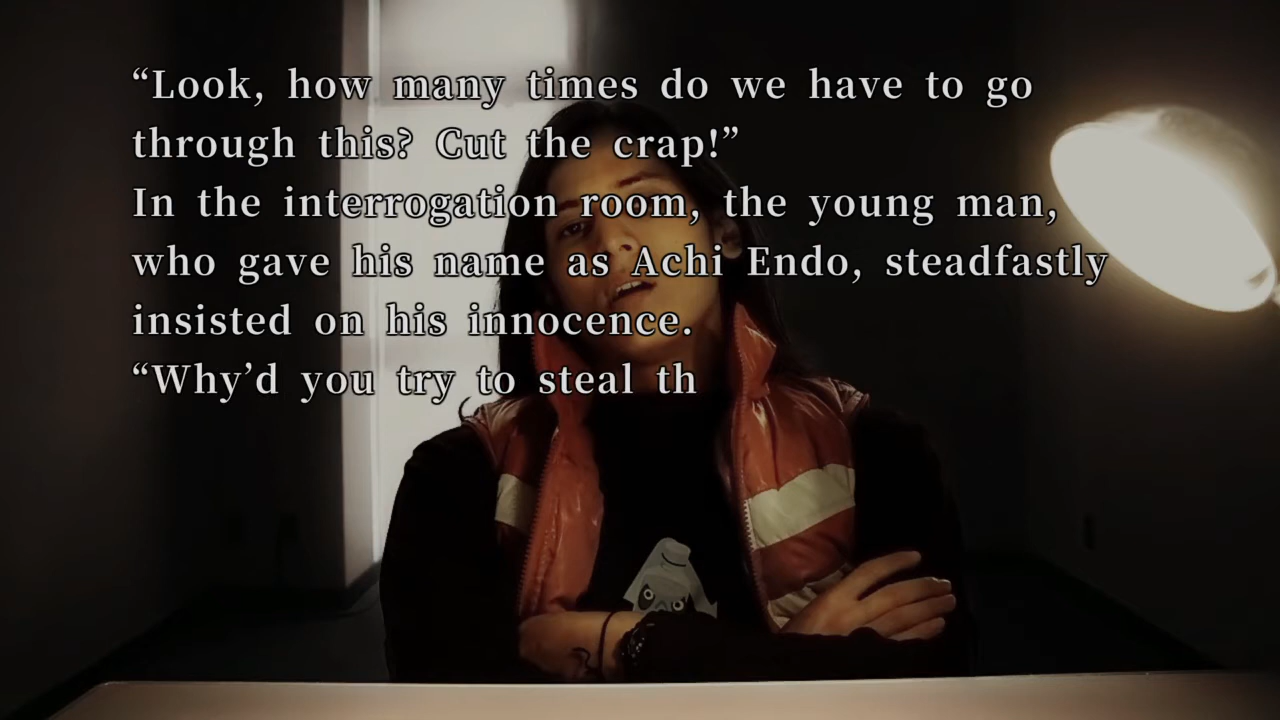 “Look, how many times do we have to go
through this? Cut the crap!”
In the interrogation room, the young man,
who gave his name as Achi Endo, steadfastly
insisted on his innocence.
“Why’d you try to steal th